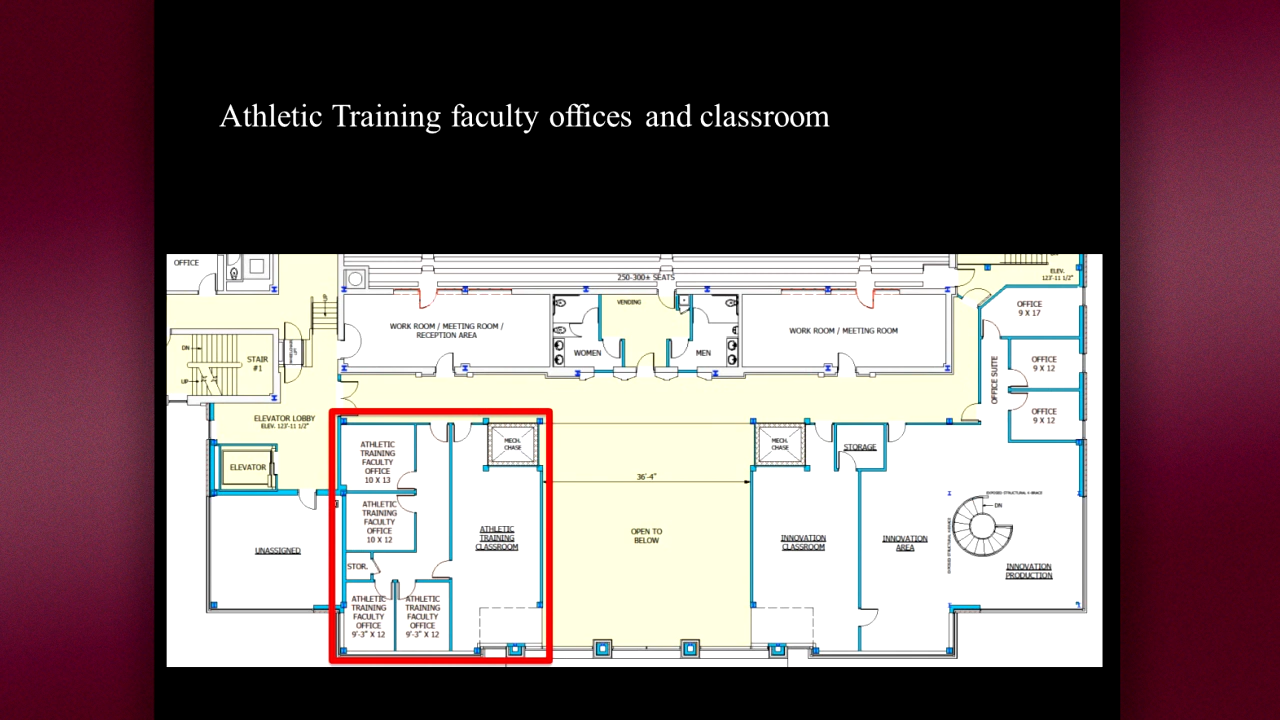 Athletic Training faculty offices and classroom
OFFICE
250-300± SEATS
ELEV.
123'-11 1/2"
UP
VENDING
OFFICE
9 X 17
WORK ROOM / MEETING ROOM /
RECEPTION AREA
WORK ROOM / MEETING ROOM
WOMEN
MEN
DN
UP
STAIR
#1
OFFICE SUITE
OFFICE
9 X 12
OFFICE
9 X 12
ELEVATOR LOBBY
ELEV. 123'-11 1/2"
ELEVATOR
ATHLETIC
TRAINING
FACULTY
OFFICE
10 X 13
MECH.
CHASE
MECH.
CHASE
STORAGE
36'-4"
ATHLETIC
TRAINING
FACULTY
OFFICE
10 X 12
ATHLETIC
TRAINING
CLASSROOM
OPEN TO
BELOW
INNOVATION
CLASSROOM
INNOVATION
AREA
DN
UNASSIGNED
STOR.
INNOVATION
PRODUCTION
ATHLETIC
TRAINING
FACULTY
OFFICE
9'-3" X 12
ATHLETIC
TRAINING
FACULTY
OFFICE
9'-3" X 12